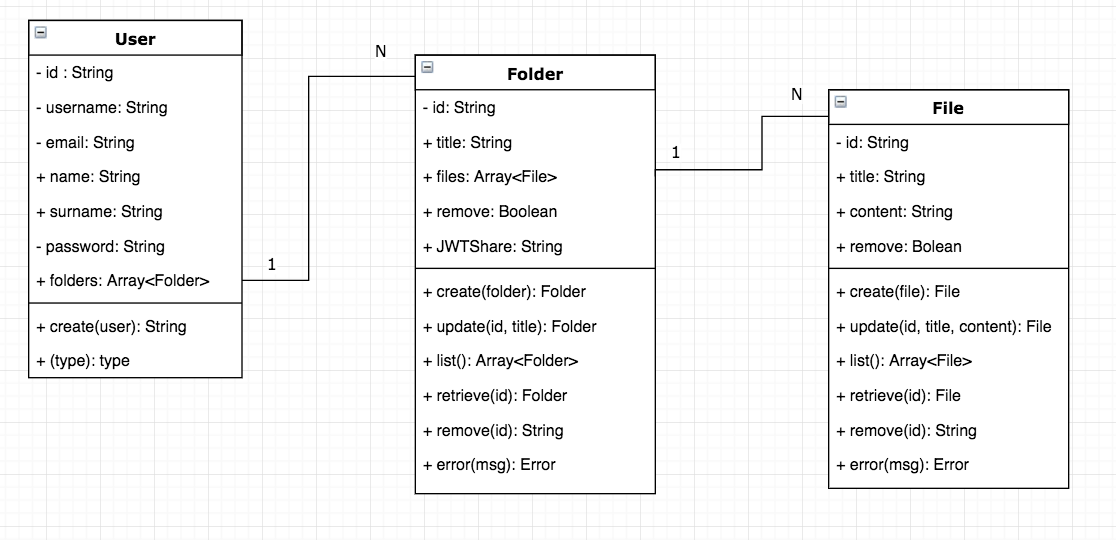 User
- id : String
- username: String
- email: String
+ name: String
+ surname: String
- password: String
+ folders: Array<Folder>
+ create(user): String
+ (type): type
1
N
Folder
- id: String
+ title: String
+ files: Array<File>
+ remove: Boolean
+ JWTShare: String
+ create(folder): Folder
+ update(id, title): Folder
+ list(): Array<Folder>
+ retrieve(id): Folder
+ remove(id): String
+ error(msg): Error
1
N
File
- id: String
+ title: String
+ content: String
+ remove: Bolean
+ create(file): File
+ update(id, title, content): File
+ list(): Array<File>
+ retrieve(id): File
+ remove(id): String
+ error(msg): Error